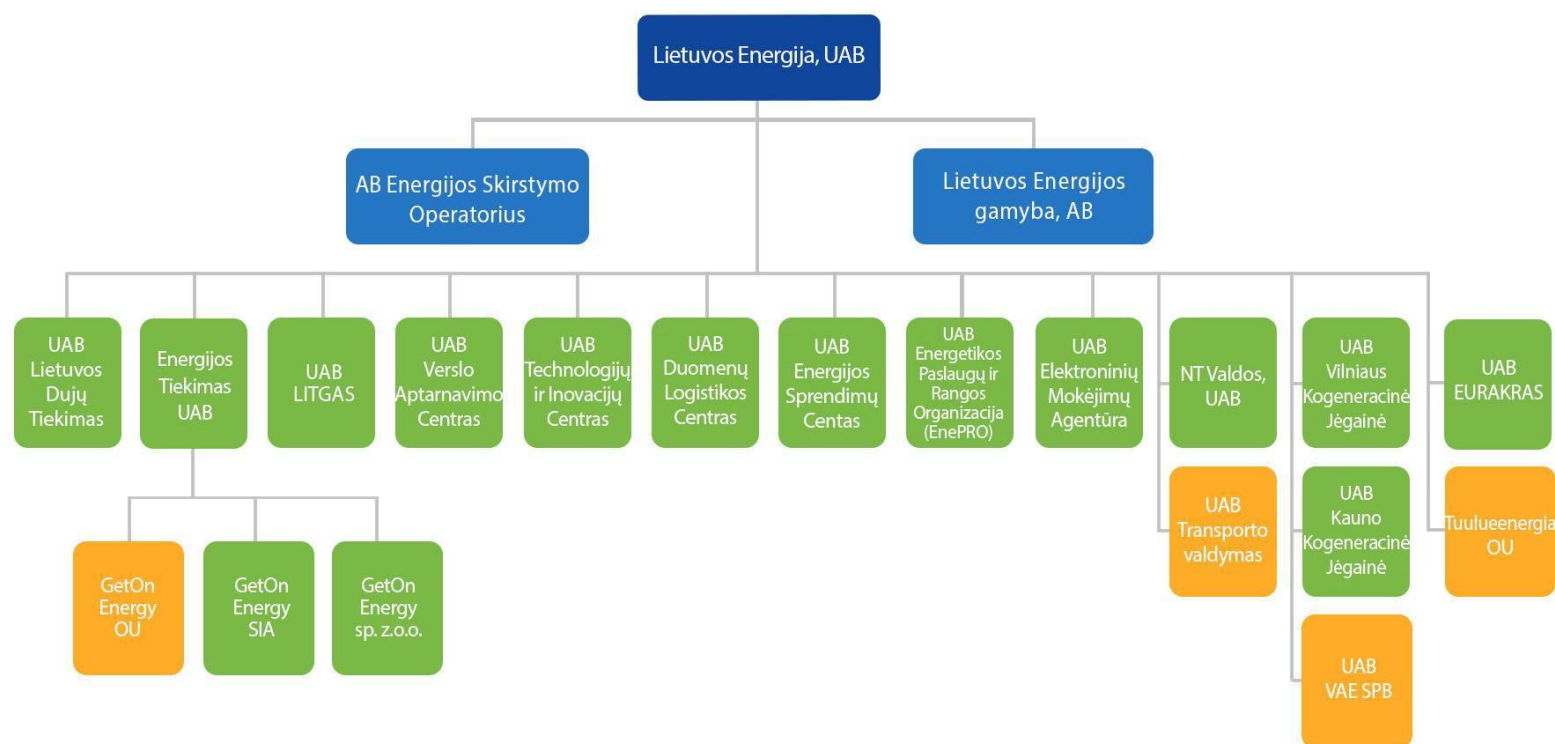 Lietuvos Energija, UAB
AB Energijos Skirstymo
Operatorius
Lietuvos Energijos
gamyba, AB
UAB
Lietuvos
Dujų
Tiekimas
Energijos
Tiekimas
UAB
UAB
LITGAS
UAB
Verslo
Aptarnavimo
Centras
UAB
Technologijų
ir Inovacijų
Centras
UAB
Duomenų
Logistikos
Centras
UAB
Energijos
Sprendimų
Centas
UAB
Energetikos
Paslaugų ir
Rangos
Organizacija
(EnePRO)
UAB
Elektroninių
Mokėjimų
Agentūra
NT Valdos,
UAB
UAB
Vilniaus
Kogeneracinė
Jėgainė
UAB
EURAKRAS
UAB
Transporto
valdymas
UAB
Kauno
Kogeneracinė
Jėgainė
Tuulueenergia
OU
GetOn
Energy
OU
GetOn
Energy
SIA
GetOn
Energy
sp. z.o.o.
UAB
VAE SPB